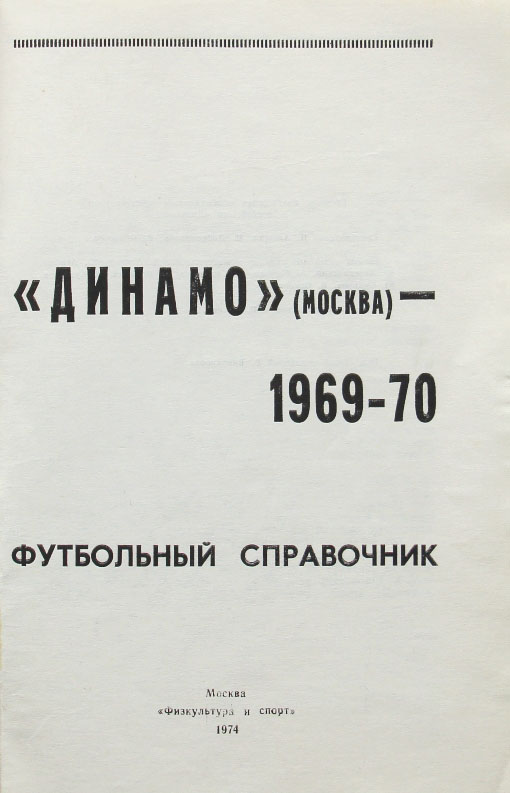 «ДИНАМО» (МОСКВА) —
1969-70
ФУТБОЛЬНЫЙ СПРАВОЧНИК
Москва
«Физкультура и спорт»
1974